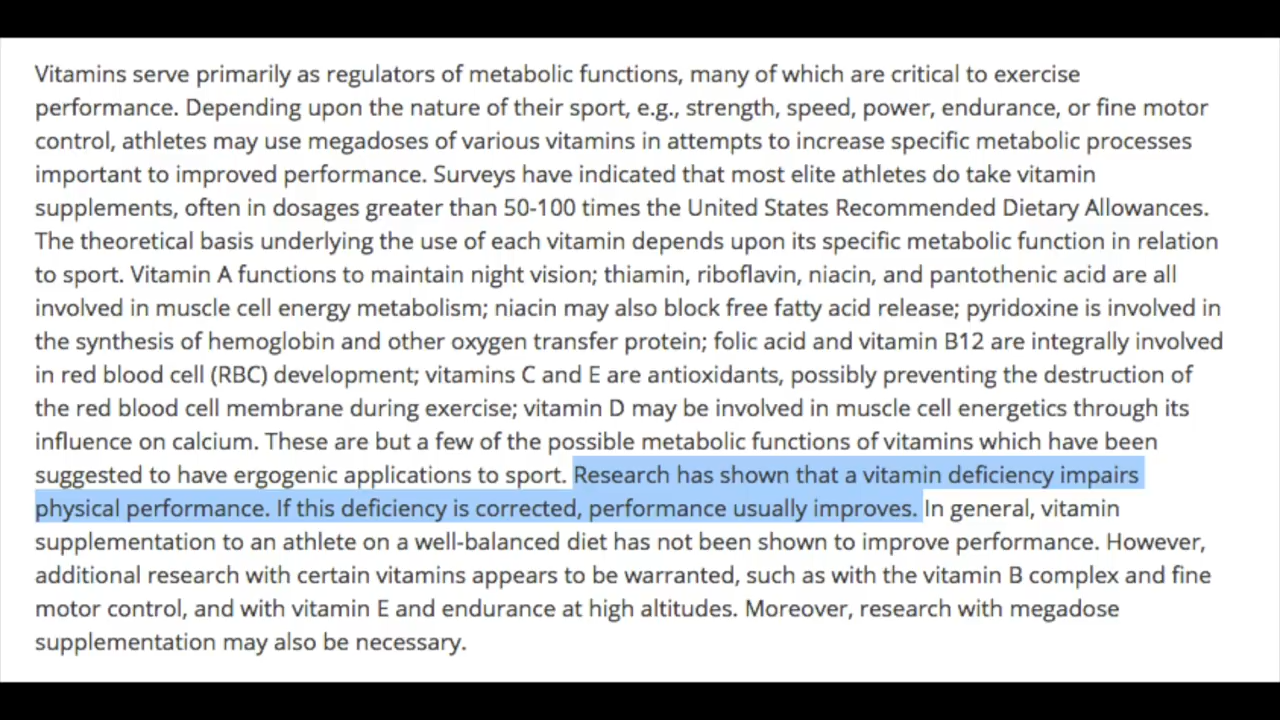 Vitamins serve primarily as regulators of metabolic functions, many of which are critical to exercise
performance. Depending upon the nature of their sport, e.g., strength, speed, power, endurance, or fine motor
control, athletes may use megadoses of various vitamins in attempts to increase specific metabolic processes
important to improved performance. Surveys have indicated that most elite athletes do take vitamin
supplements, often in dosages greater than 50-100 times the United States Recommended Dietary Allowances.
The theoretical basis underlying the use of each vitamin depends upon its specific metabolic function in relation
to sport. Vitamin A functions to maintain night vision; thiamin, riboflavin, niacin, and pantothenic acid are all
involved in muscle cell energy metabolism; niacin may also block free fatty acid release; pyridoxine is involved in
the synthesis of hemoglobin and other oxygen transfer protein; folic acid and vitamin B12 are integrally involved
in red blood cell (RBC) development; vitamins C and E are antioxidants, possibly preventing the destruction of
the red blood cell membrane during exercise; vitamin D may be involved in muscle cell energetics through its
influence on calcium. These are but a few of the possible metabolic functions of vitamins which have been
suggested to have ergogenic applications to sport. Research has shown that a vitamin deficiency impairs
physical performance. If this deficiency is corrected, performance usually improves. In general, vitamin
supplementation to an athlete on a well-balanced diet has not been shown to improve performance. However,
additional research with certain vitamins appears to be warranted, such as with the vitamin B complex and fine
motor control, and with vitamin E and endurance at high altitudes. Moreover, research with megadose
supplementation may also be necessary.